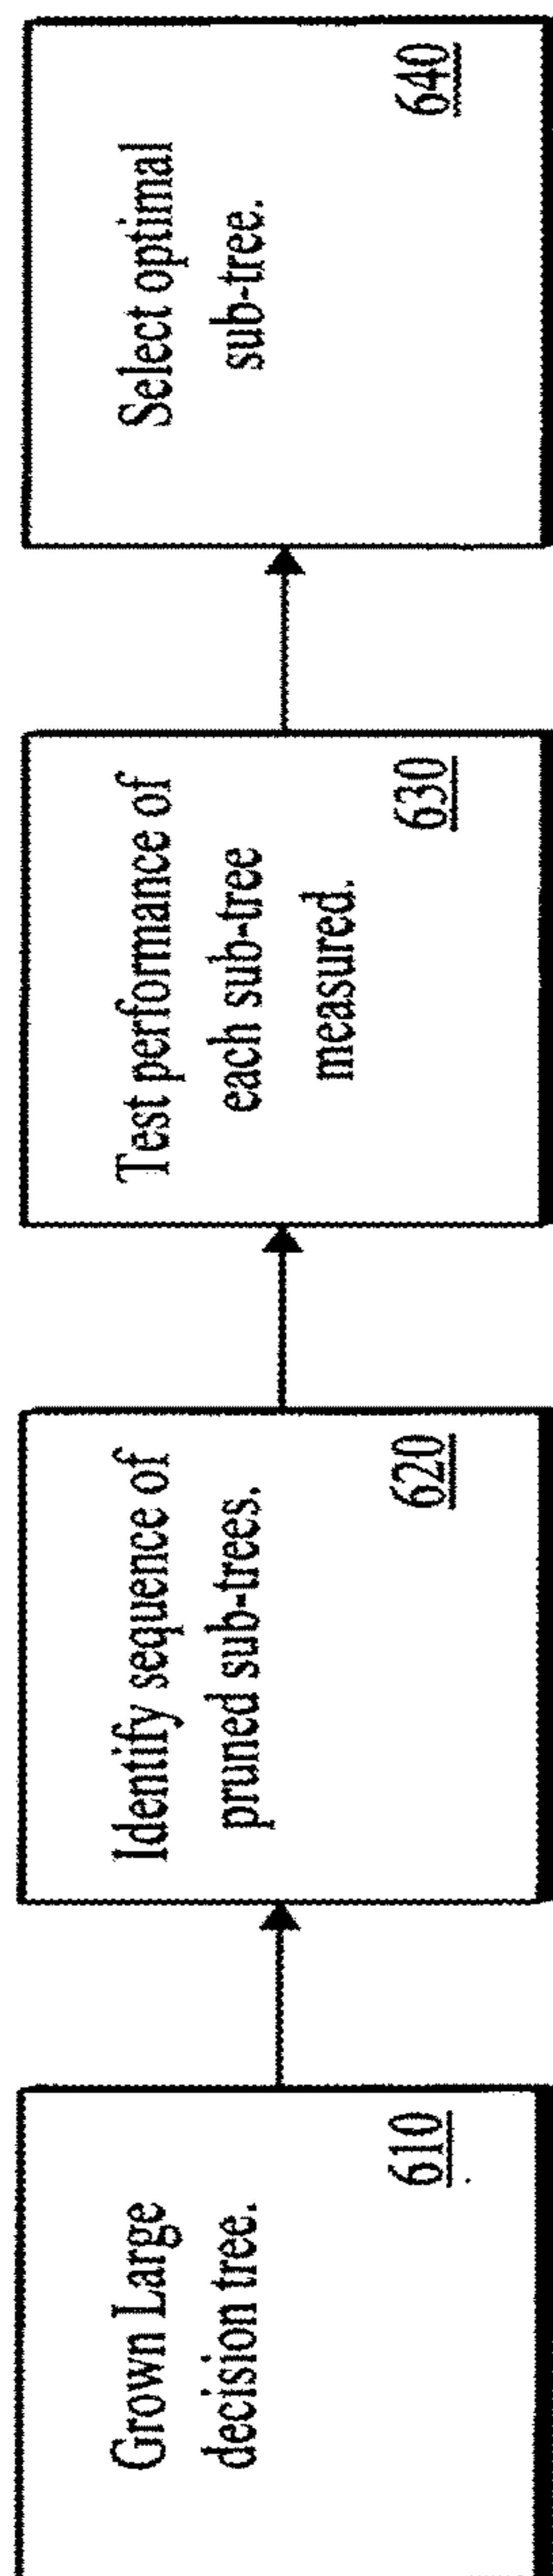 Grown Large
decision tree.
610
Identify sequence of
pruned sub-trees.
620
Test performance of
each sub-tree
measured.
630
Select optimal
sub-tree.
640